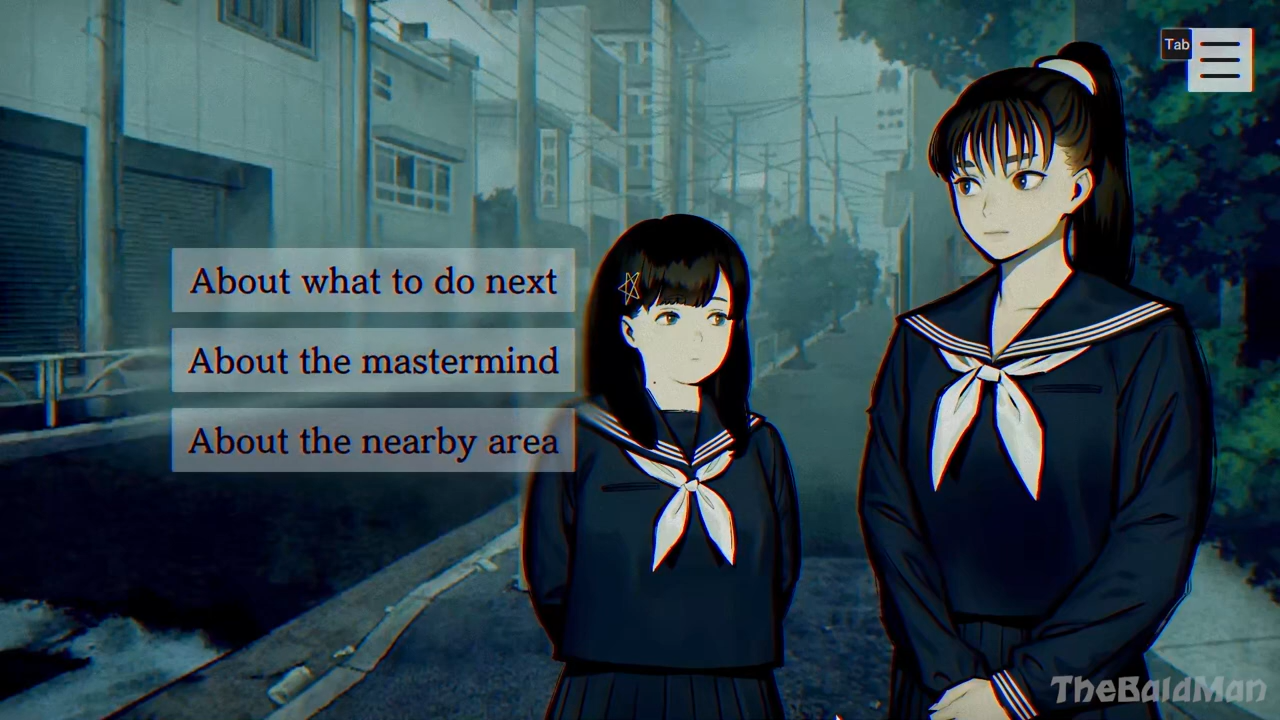 Tab
About what to do next
About the mastermind
About the nearby area
TheBaldMan